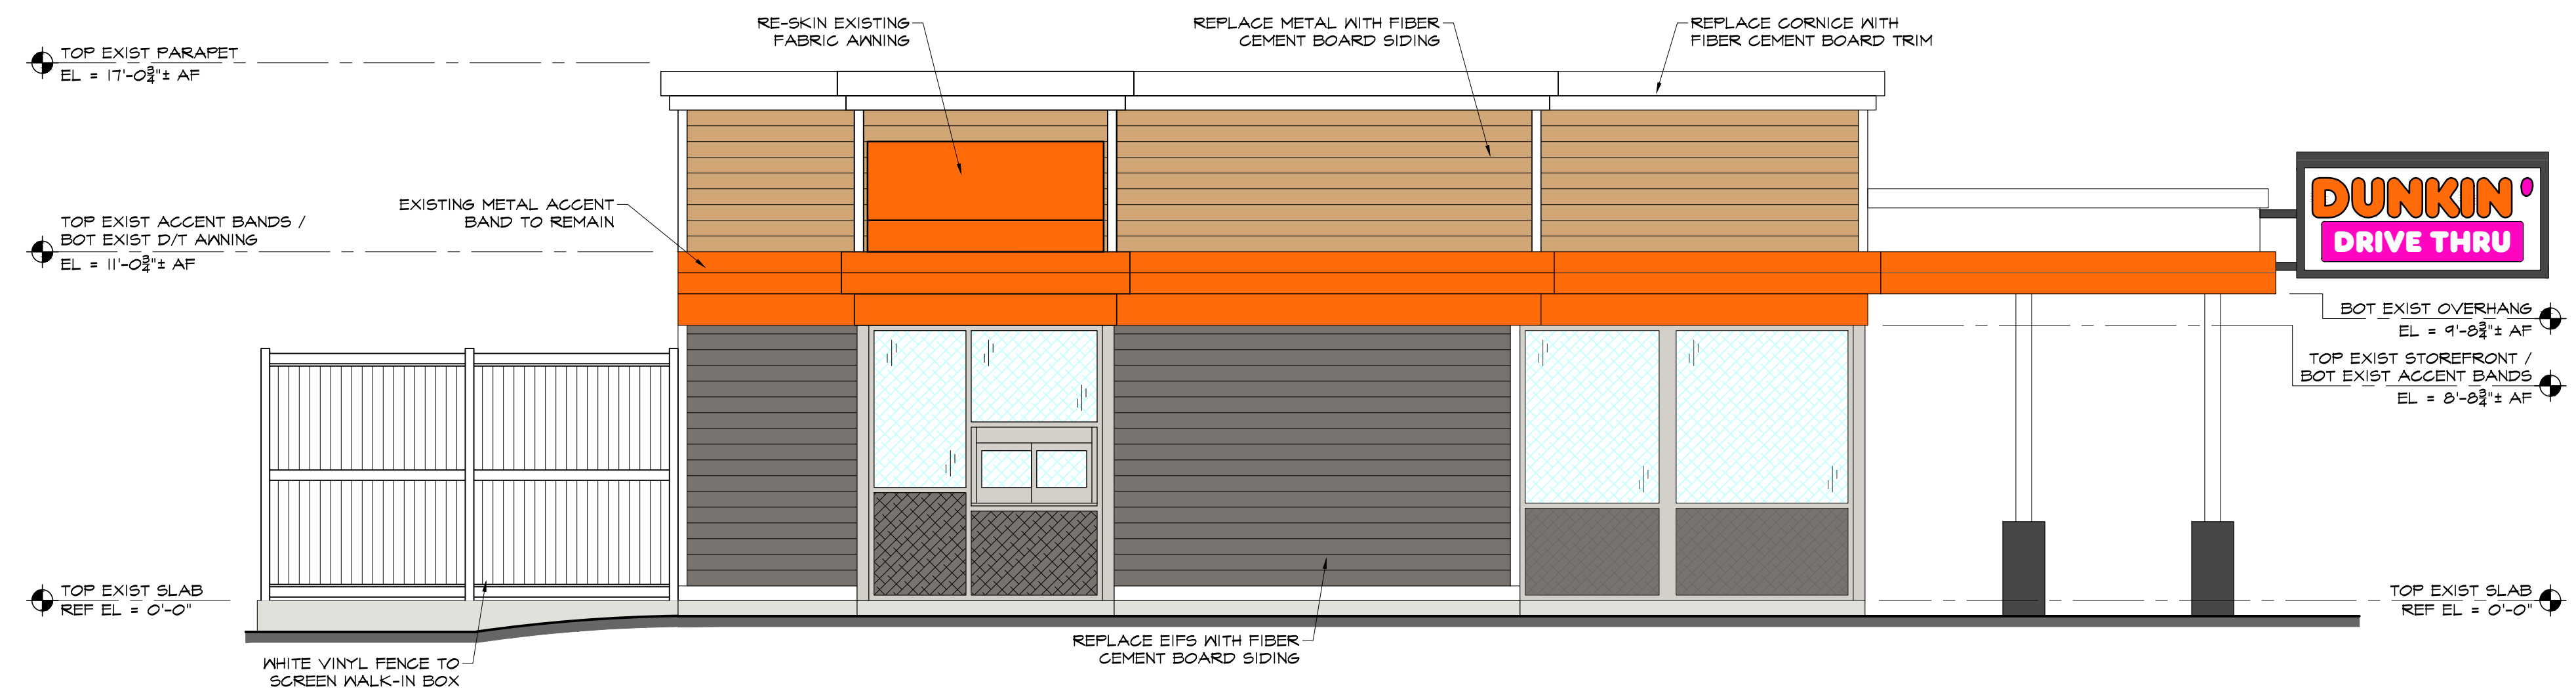 RE-SKIN EXISTING
FABRIC AWNING
REPLACE METAL WITH FIBER
CEMENT BOARD SIDING
REPLACE CORNICE WITH
FIBER CEMENT BOARD TRIM
TOP EXIST PARAPET
EL = 17'-0¾"± AF
EXISTING METAL ACCENT
BAND TO REMAIN
TOP EXIST ACCENT BANDS /
BOT EXIST D/T AWNING
EL = 11'-0¾"± AF
DUNKIN'
DRIVE THRU
BOT EXIST OVERHANG
EL = 9'-8¾"± AF
TOP EXIST STOREFRONT /
BOT EXIST ACCENT BANDS
EL = 8'-8¾"± AF
TOP EXIST SLAB
REF EL = 0'-0"
TOP EXIST SLAB
REF EL = 0'-0"
WHITE VINYL FENCE TO
SCREEN WALK-IN BOX
REPLACE EIFS WITH FIBER
CEMENT BOARD SIDING